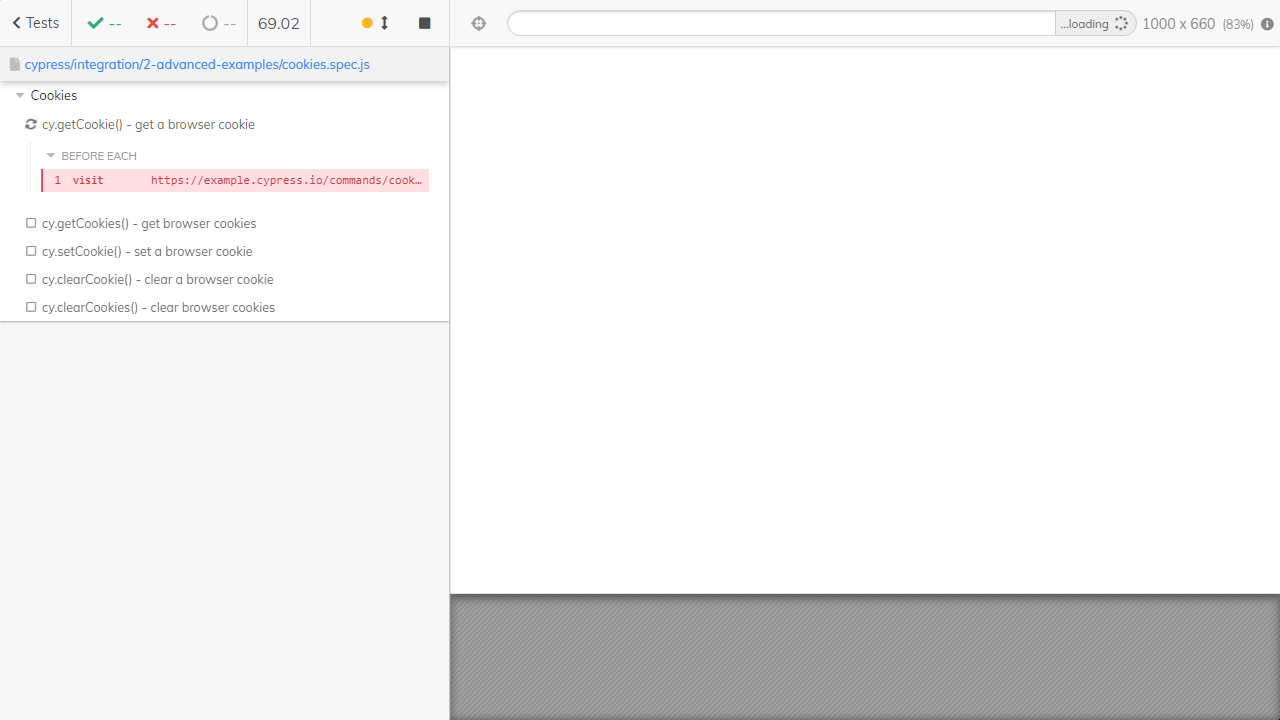 Tests -- -- -- 69.02
...loading 1000 x 660 (83%)
cypress/integration/2-advanced-examples/cookies.spec.js
Cookies
cy.getCookie() - get a browser cookie
BEFORE EACH
1 visit https://example.cypress.io/commands/cook…
cy.getCookies() - get browser cookies
cy.setCookie() - set a browser cookie
cy.clearCookie() - clear a browser cookie
cy.clearCookies() - clear browser cookies